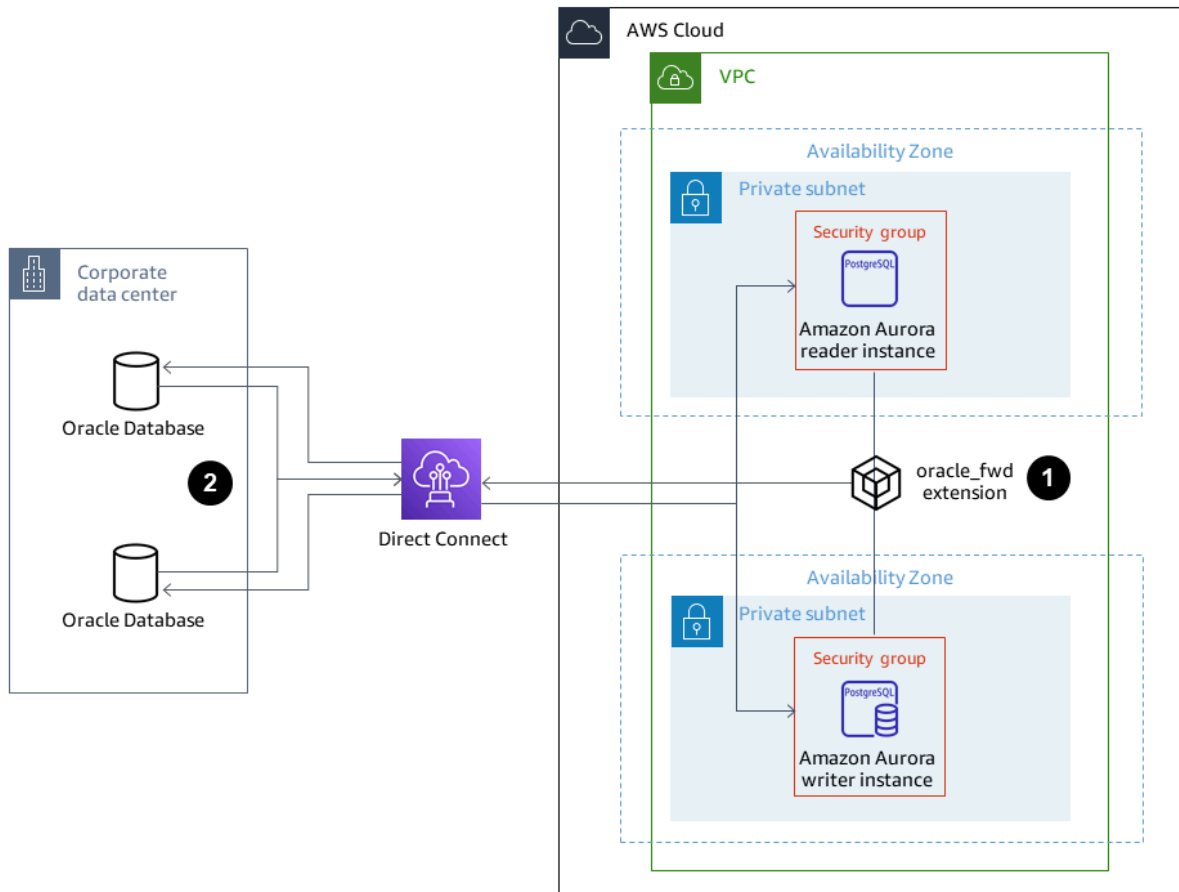 AWS Cloud
VPC
Availability Zone
Private subnet
Security group
PostgreSQL
Amazon Aurora
reader instance
Corporate
data center
Oracle Database
2
Oracle Database
Direct Connect
oracle_fwd
extension
1
Availability Zone
Private subnet
Security group
PostgreSQL
Amazon Aurora
writer instance